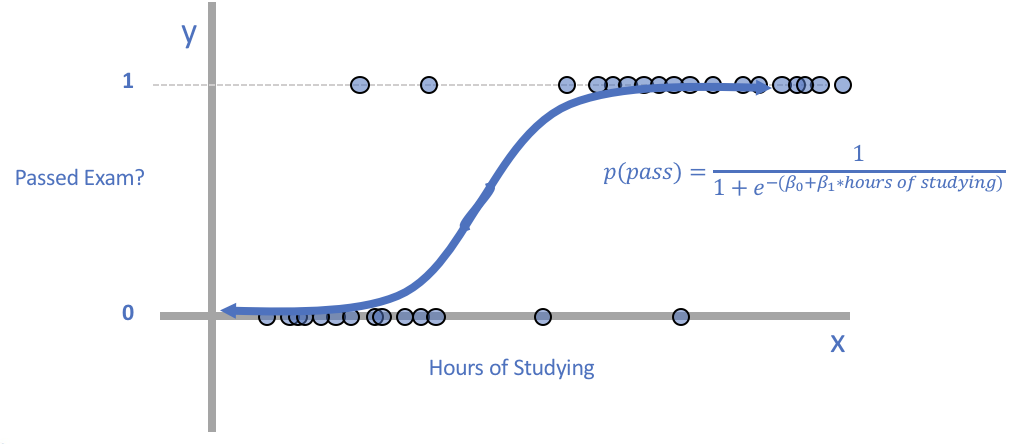 y
1
Passed Exam?
p(pass) = 1 / (1 + e^−(β₀+β₁*hours of studying))
0
x
Hours of Studying